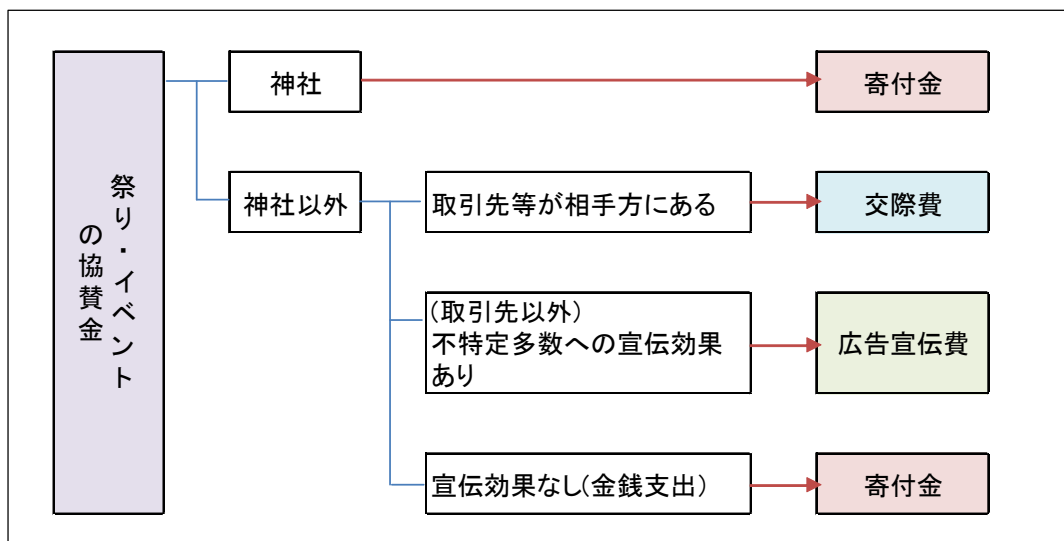 祭り・イベント
の協賛金
神社
寄付金
神社以外
取引先等が相手方にある
交際費
(取引先以外)
不特定多数への宣伝効果
あり
広告宣伝費
宣伝効果なし(金銭支出)
寄付金